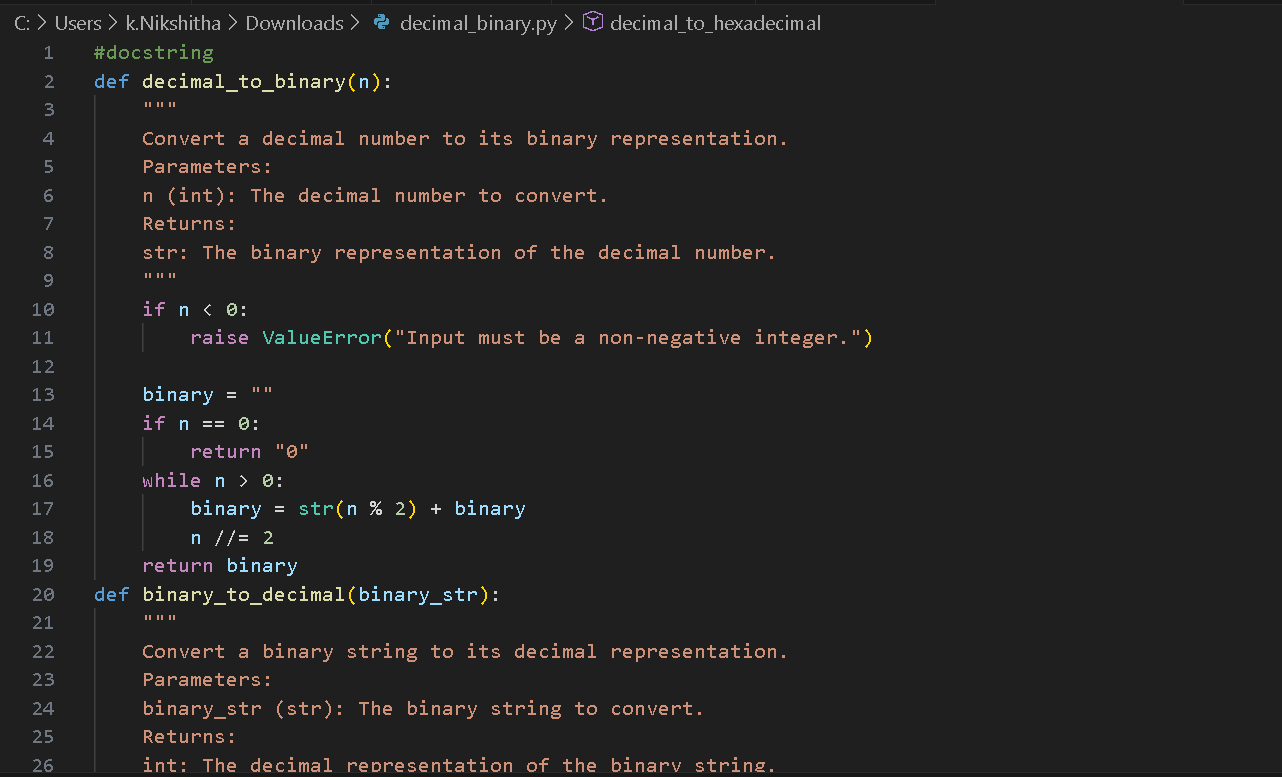 C: > Users > k.Nikshitha > Downloads > decimal_binary.py > decimal_to_hexadecimal
1 #docstring
2 def decimal_to_binary(n):
3     """
4     Convert a decimal number to its binary representation.
5     Parameters:
6     n (int): The decimal number to convert.
7     Returns:
8     str: The binary representation of the decimal number.
9     """
10     if n < 0:
11         raise ValueError("Input must be a non-negative integer.")
12
13     binary = ""
14     if n == 0:
15         return "0"
16     while n > 0:
17         binary = str(n % 2) + binary
18         n //= 2
19     return binary
20 def binary_to_decimal(binary_str):
21     """
22     Convert a binary string to its decimal representation.
23     Parameters:
24     binary_str (str): The binary string to convert.
25     Returns:
26     int: The decimal representation of the binary string.